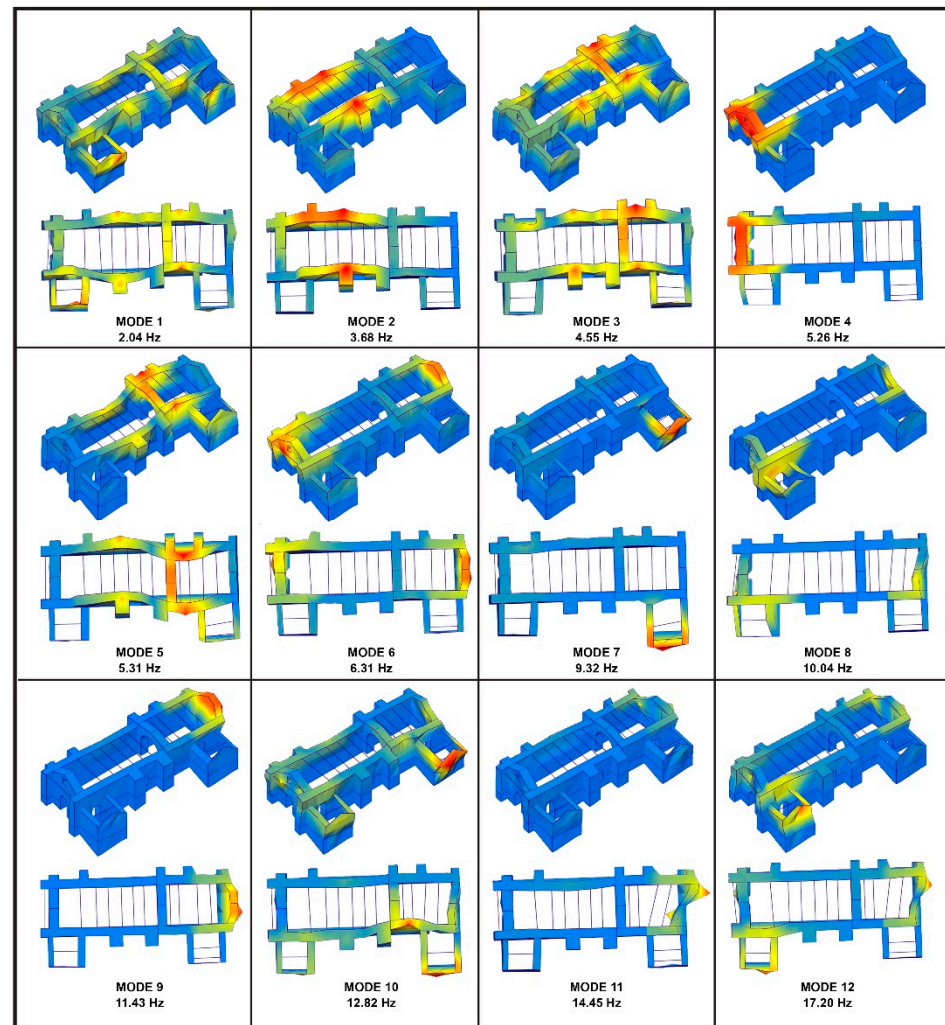 MODE 1
2.04 Hz
MODE 2
3.68 Hz
MODE 3
4.55 Hz
MODE 4
5.26 Hz
MODE 5
5.31 Hz
MODE 6
6.31 Hz
MODE 7
9.32 Hz
MODE 8
10.04 Hz
MODE 9
11.43 Hz
MODE 10
12.82 Hz
MODE 11
14.45 Hz
MODE 12
17.20 Hz